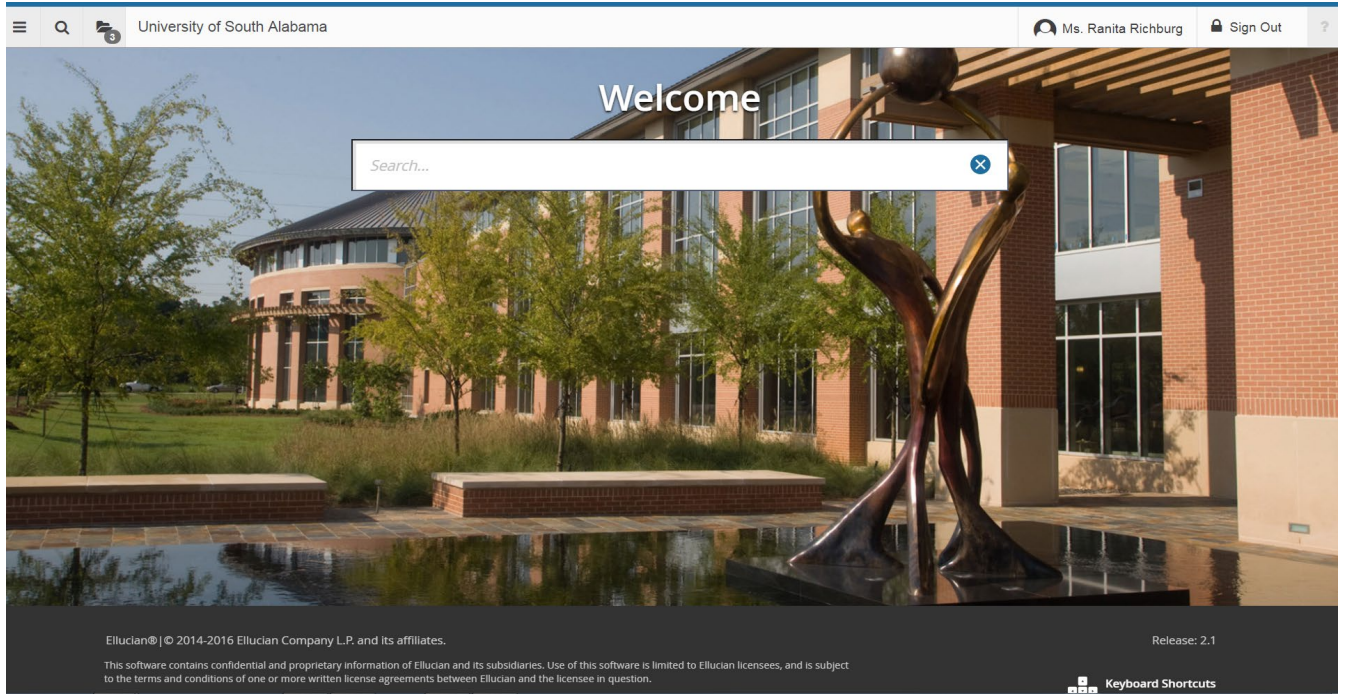 3
University of South Alabama
Ms. Ranita Richburg
Sign Out
?
Welcome
Search...
Ellucian®|© 2014-2016 Ellucian Company L.P. and its affiliates.
Release: 2.1
This software contains confidential and proprietary information of Ellucian and its subsidiaries. Use of this software is limited to Ellucian licensees, and is subject
to the terms and conditions of one or more written license agreements between Ellucian and the licensee in question.
Keyboard Shortcuts